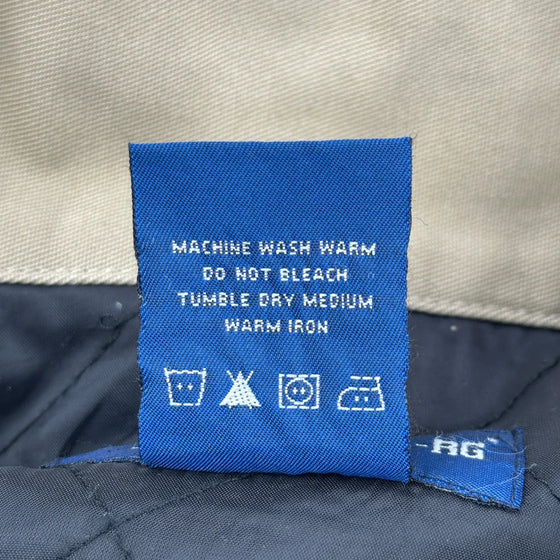 MACHINE WASH WARM
DO NOT BLEACH
TUMBLE DRY MEDIUM
WARM IRON
-RG